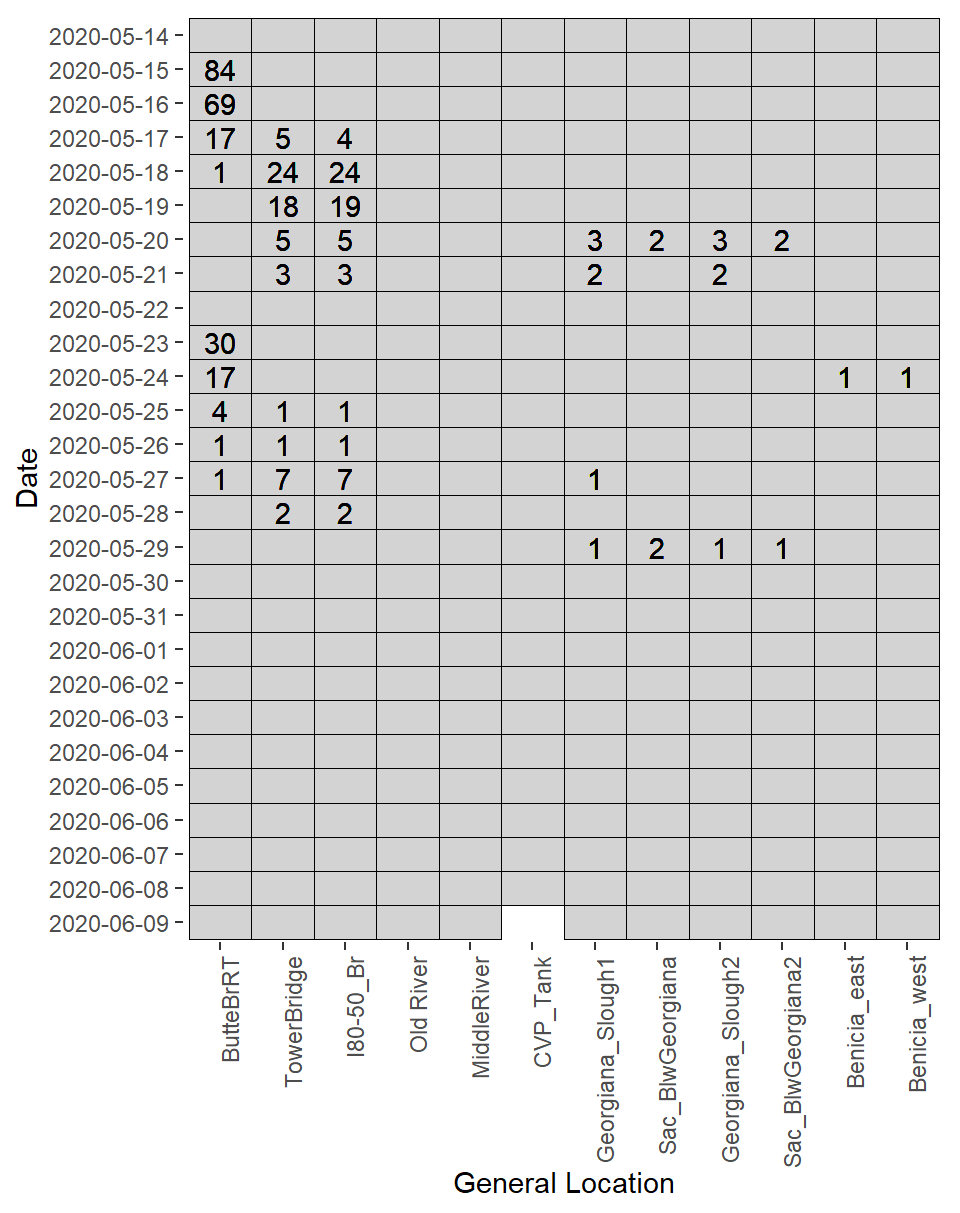 2020-05-14
2020-05-15 84
2020-05-16 69
2020-05-17 17 5 4
2020-05-18 1 24 24
2020-05-19 18 19
2020-05-20 5 5 3 2 3 2
2020-05-21 3 3 2 2
2020-05-22
2020-05-23 30
2020-05-24 17 1 1
2020-05-25 4 1 1
2020-05-26 1 1 1
2020-05-27 1 7 7 1
2020-05-28 2 2
2020-05-29 1 2 1 1
2020-05-30
2020-05-31
2020-06-01
2020-06-02
2020-06-03
2020-06-04
2020-06-05
2020-06-06
2020-06-07
2020-06-08
2020-06-09
Date
ButteBrRT
TowerBridge
I80-50_Br
Old River
MiddleRiver
CVP_Tank
Georgiana_Slough1
Sac_BlwGeorgiana
Georgiana_Slough2
Sac_BlwGeorgiana2
Benicia_east
Benicia_west
General Location